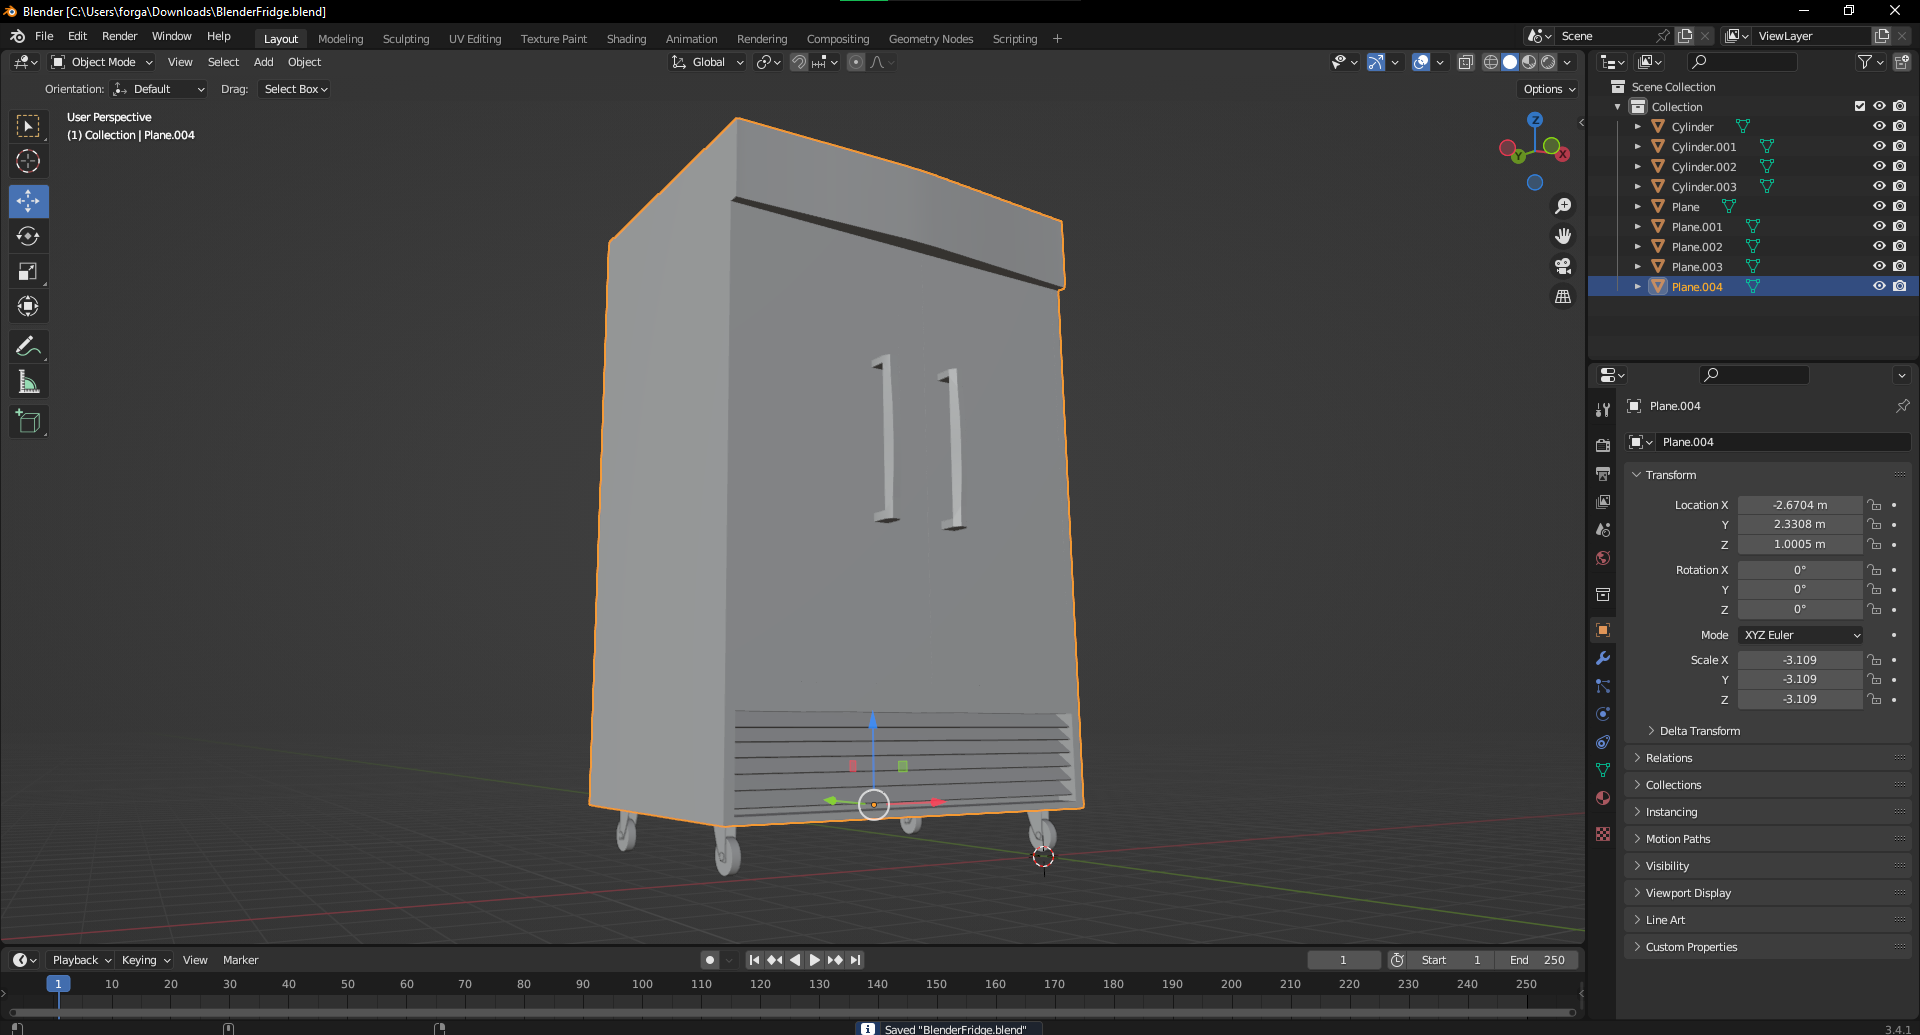 Blender [C:\Users\forga\Downloads\BlenderFridge.blend]
File Edit Render Window Help Layout Modeling Sculpting UV Editing Texture Paint Shading Animation Rendering Compositing Geometry Nodes Scripting + Scene ViewLayer
Object Mode View Select Add Object Global
Orientation: Default Drag: Select Box Options
User Perspective
(1) Collection | Plane.004
Z
Y
X
Scene Collection
Collection
Cylinder
Cylinder.001
Cylinder.002
Cylinder.003
Plane
Plane.001
Plane.002
Plane.003
Plane.004
Plane.004
Plane.004
Transform
Location X -2.6704 m
Y 2.3308 m
Z 1.0005 m
Rotation X 0°
Y 0°
Z 0°
Mode XYZ Euler
Scale X -3.109
Y -3.109
Z -3.109
Delta Transform
Relations
Collections
Instancing
Motion Paths
Visibility
Viewport Display
Line Art
Custom Properties
Playback Keying View Marker 1 Start 1 End 250
1 10 20 30 40 50 60 70 80 90 100 110 120 130 140 150 160 170 180 190 200 210 220 230 240 250
Saved "BlenderFridge.blend"
3.4.1